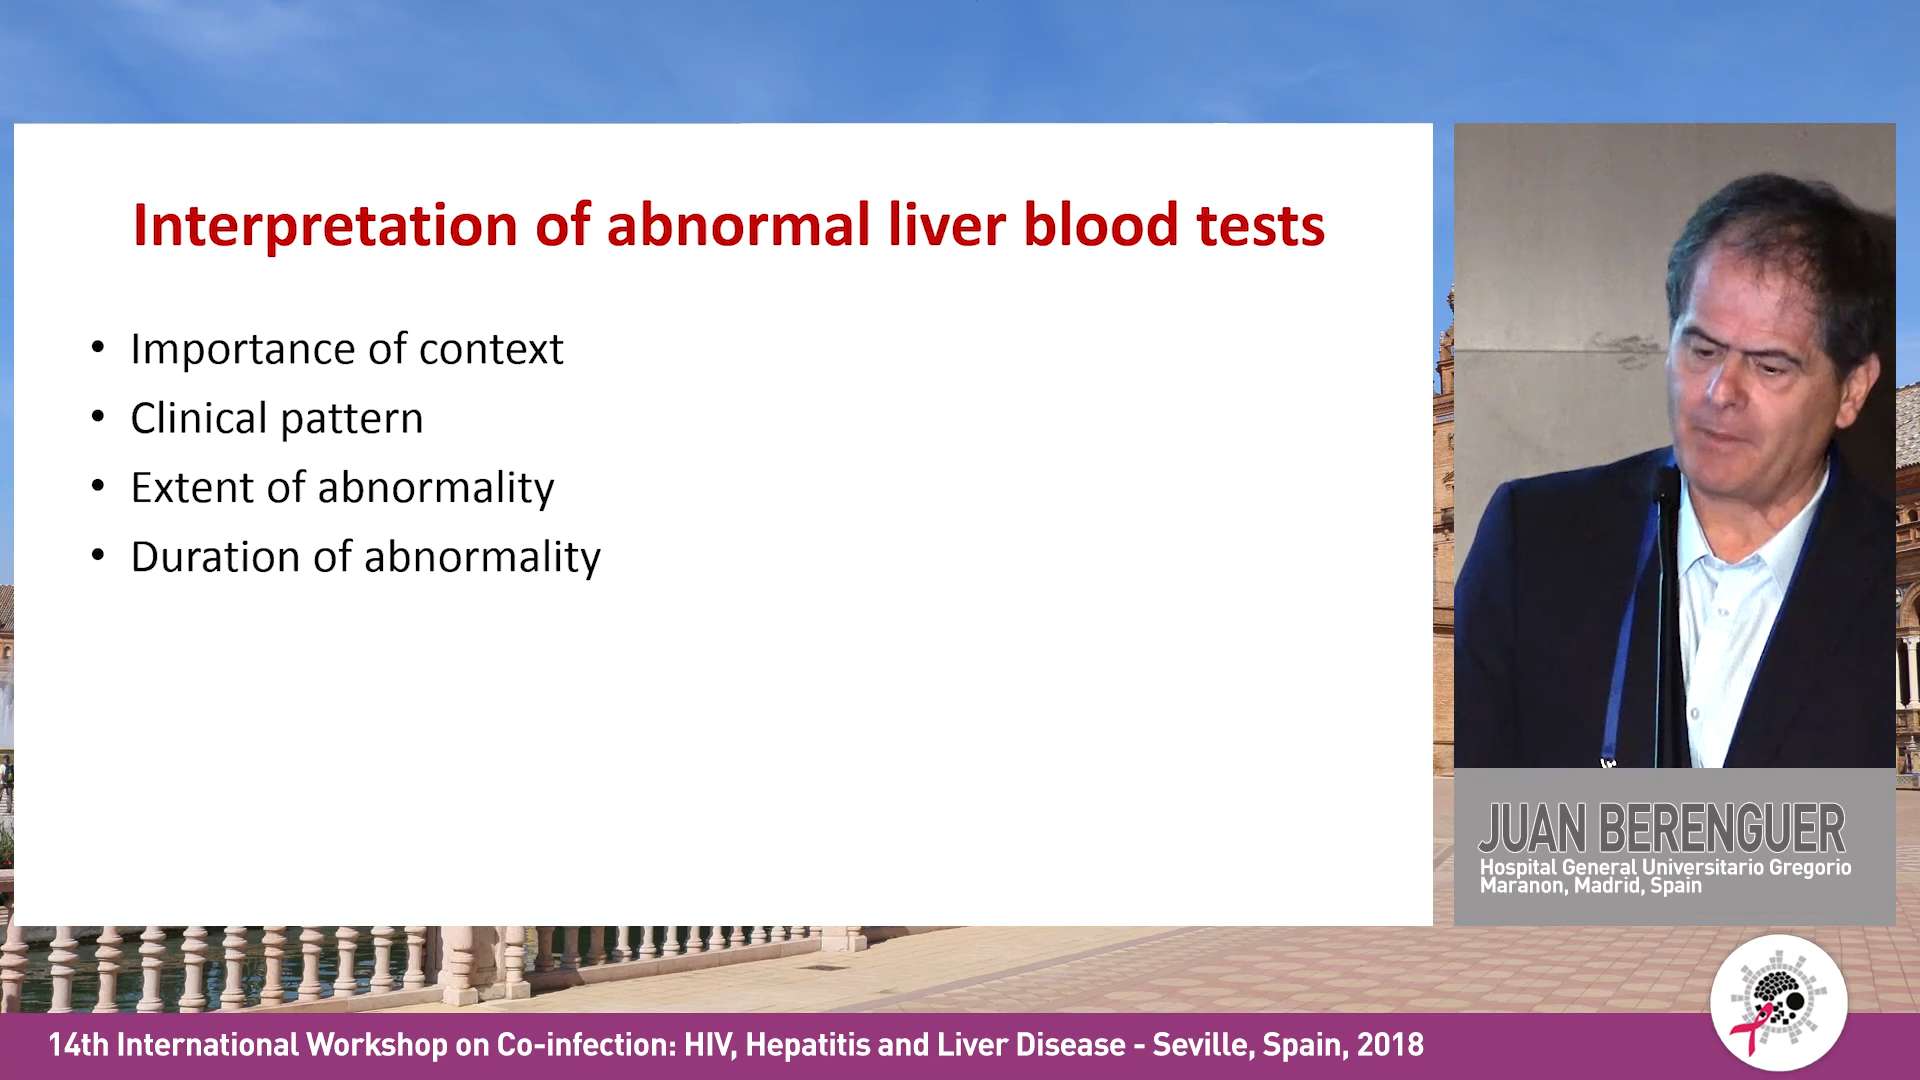 Interpretation of abnormal liver blood tests
• Importance of context
• Clinical pattern
• Extent of abnormality
• Duration of abnormality
JUAN BERENGUER
Hospital General Universitario Gregorio
Maranon, Madrid, Spain
14th International Workshop on Co-infection: HIV, Hepatitis and Liver Disease - Seville, Spain, 2018